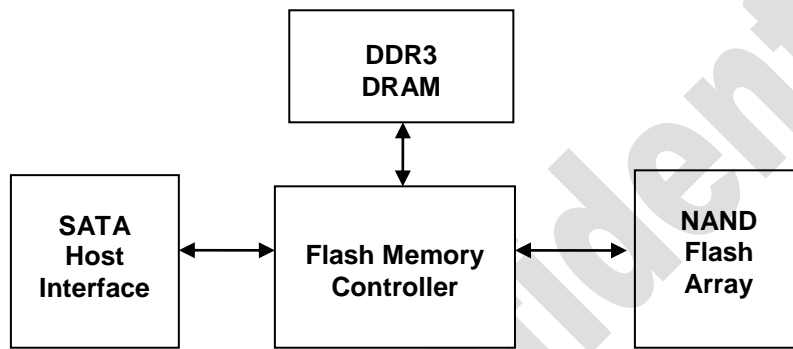 DDR3
DRAM
SATA
Host
Interface
Flash Memory
Controller
NAND
Flash
Array